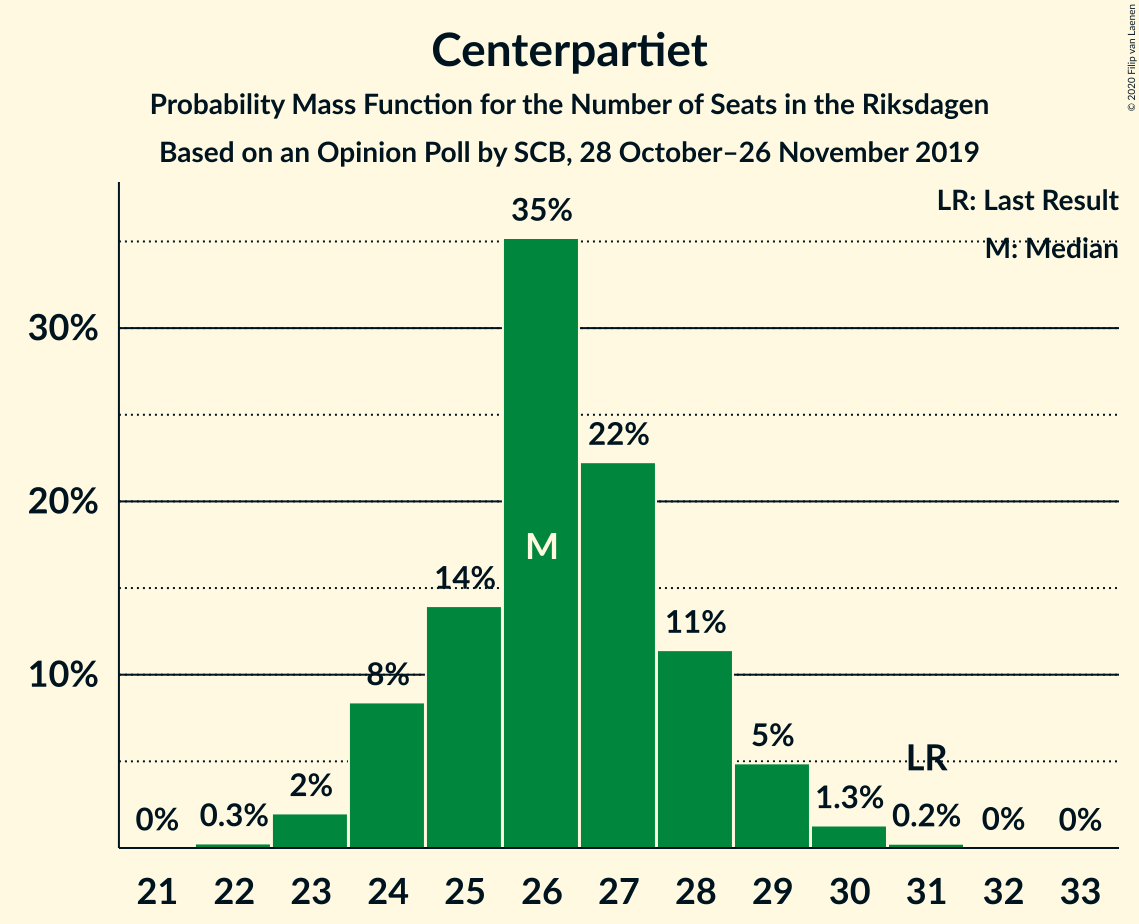 Centerpartiet
Probability Mass Function for the Number of Seats in the Riksdagen
Based on an Opinion Poll by SCB, 28 October–26 November 2019
© 2020 Filip van Laenen
LR: Last Result
M: Median
35%
30%
22%
20%
M
14%
11%
10%
8%
5%
LR
2%
1.3%
0% 0.3% 0.2% 0% 0%
21 22 23 24 25 26 27 28 29 30 31 32 33